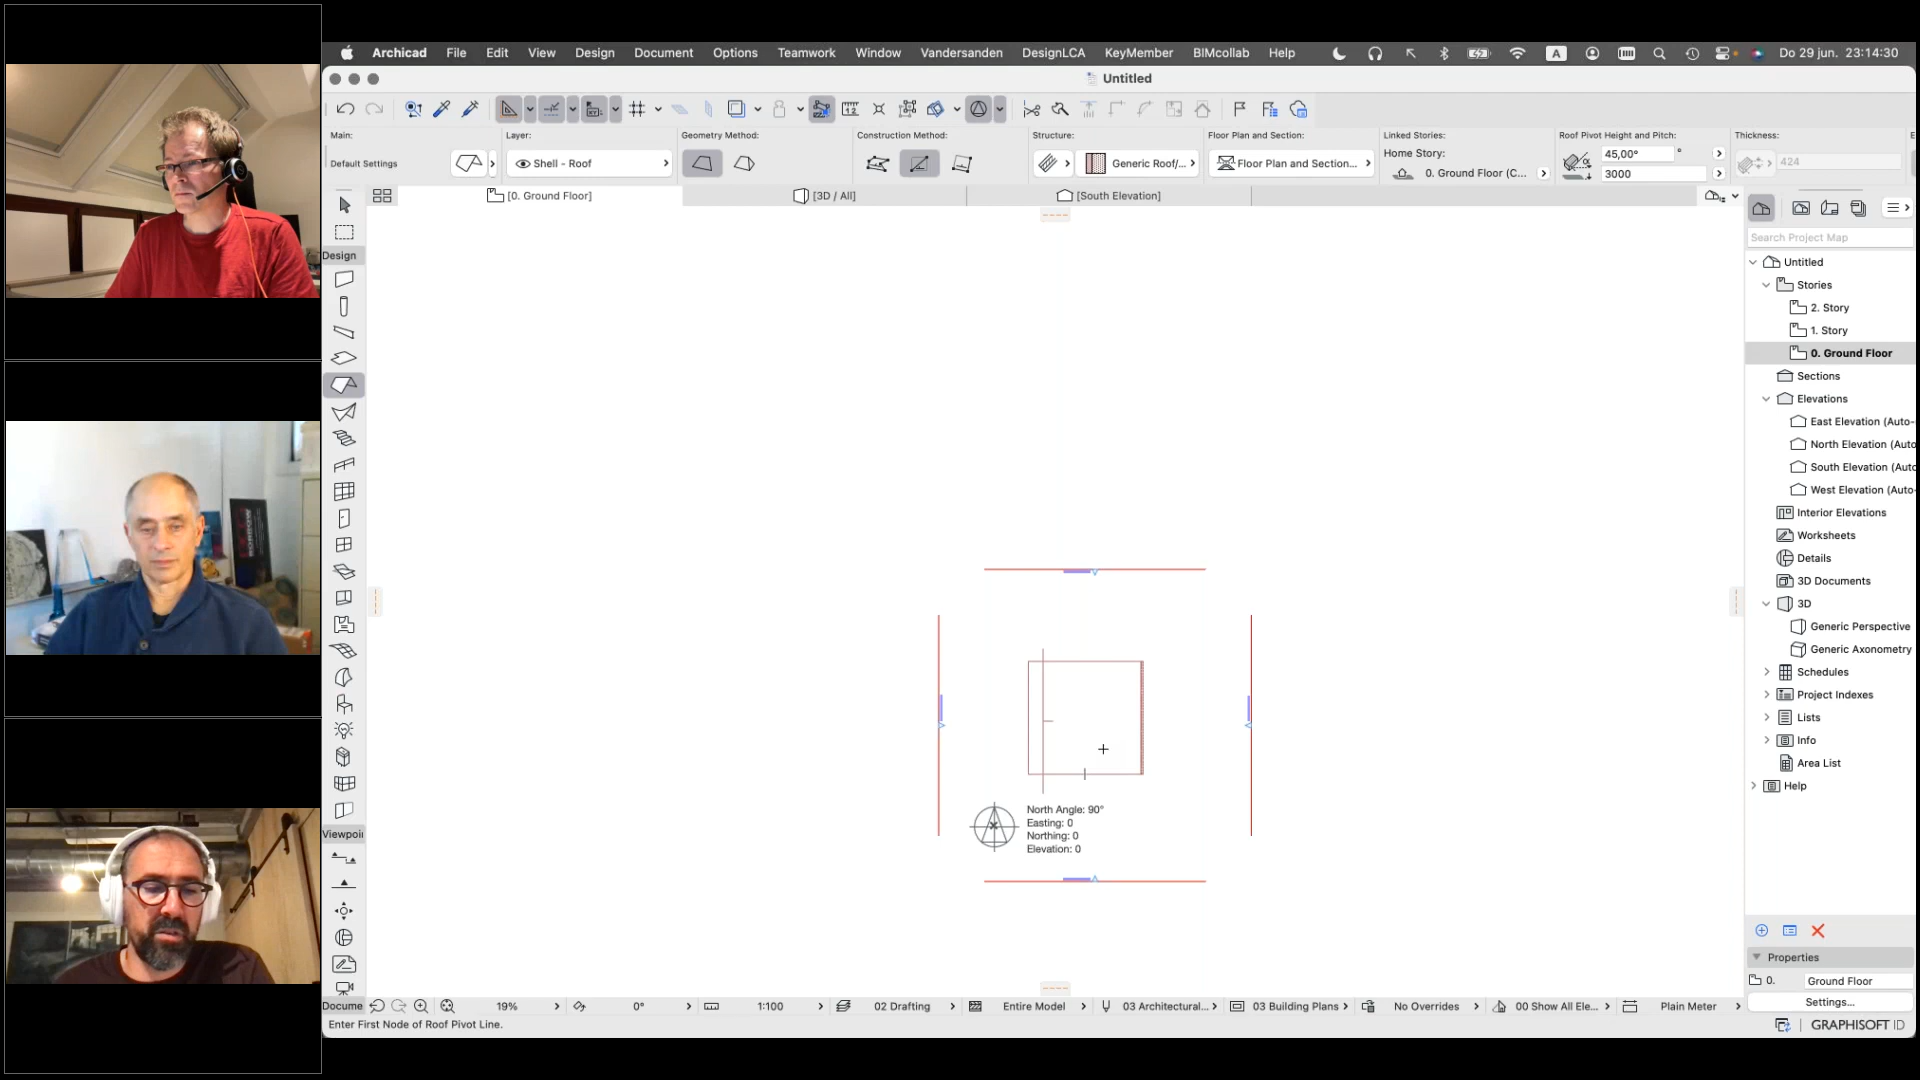 Archicad File Edit View Design Document Options Teamwork Window Vandersanden DesignLCA KeyMember BIMcollab Help A Do 29 jun. 23:14:30
Untitled
Main:
Default Settings
Layer:
Shell - Roof
Geometry Method:
Construction Method:
Structure:
Generic Roof/...
Floor Plan and Section:
Floor Plan and Section...
Linked Stories:
Home Story:
0. Ground Floor (C...
Roof Pivot Height and Pitch:
45,00°
°
3000
Thickness:
424
[0. Ground Floor] [3D / All] [South Elevation]
Design
Viewpoi
Docume
North Angle: 90°
Easting: 0
Northing: 0
Elevation: 0
Search Project Map
Untitled
Stories
2. Story
1. Story
0. Ground Floor
Sections
Elevations
East Elevation (Auto-
North Elevation (Auto
South Elevation (Auto
West Elevation (Auto-
Interior Elevations
Worksheets
Details
3D Documents
3D
Generic Perspective
Generic Axonometry
Schedules
Project Indexes
Lists
Info
Area List
Help
Properties
0. Ground Floor
Settings...
19% 0° 1:100 02 Drafting Entire Model 03 Architectural... 03 Building Plans No Overrides 00 Show All Ele... Plain Meter
Enter First Node of Roof Pivot Line.
GRAPHISOFT ID